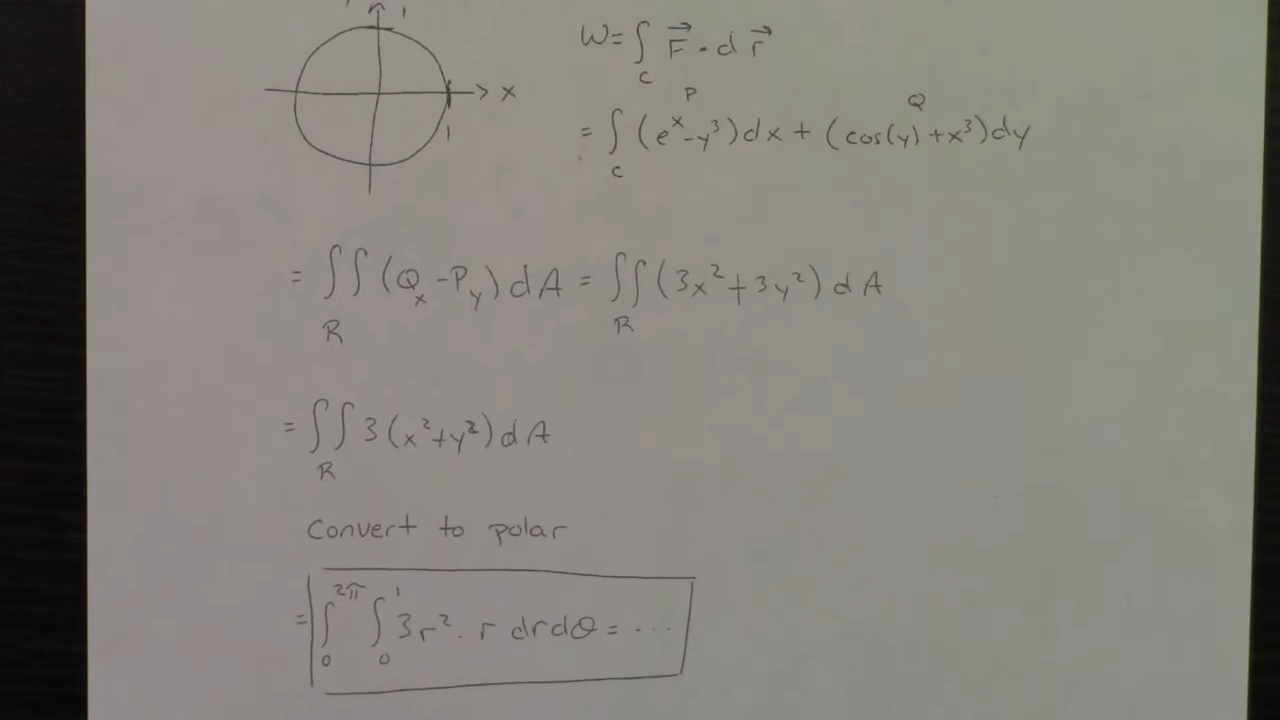 1
x
1
W = ∫_C F⃗ · d r⃗
P Q
= ∫_C (e^x - y^3) dx + (cos(y) + x^3) dy
= ∬_R (Q_x - P_y) dA = ∬_R (3x^2 + 3y^2) dA
= ∬_R 3(x^2 + y^2) dA
Convert to polar
= ∫_0^{2π} ∫_0^1 3r^2 · r dr dθ = ...